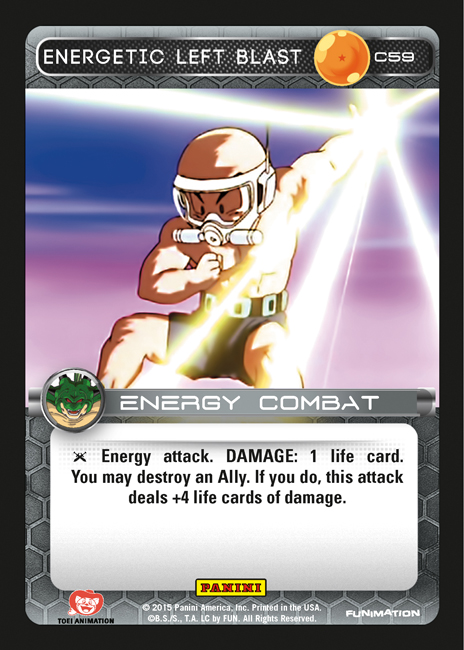 ENERGETIC LEFT BLAST C59
ENERGY COMBAT
Energy attack. DAMAGE: 1 life card.
You may destroy an Ally. If you do, this attack
deals +4 life cards of damage.
PANINI
TOEI ANIMATION
© 2015 Panini America, Inc. Printed in the USA.
©B.S./S., T.A. LC by FUN. All Rights Reserved.
FUNIMATION